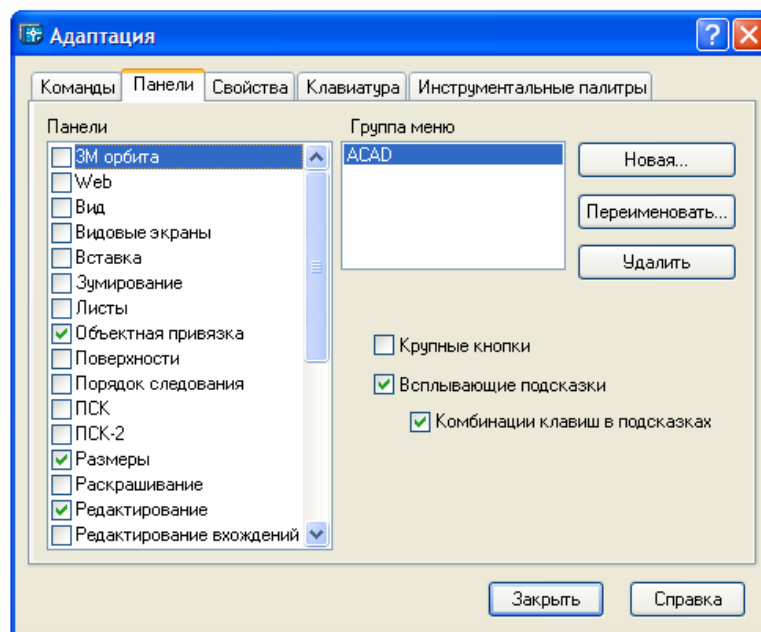 Адаптация
Команды Панели Свойства Клавиатура Инструментальные палитры
Панели
Группа меню
3М орбита
Web
Вид
Видовые экраны
Вставка
Зумирование
Листы
Объектная привязка
Поверхности
Порядок следования
ПСК
ПСК-2
Размеры
Раскрашивание
Редактирование
Редактирование вхождений
ACAD
Новая...
Переименовать...
Удалить
Крупные кнопки
Всплывающие подсказки
Комбинации клавиш в подсказках
Закрыть
Справка